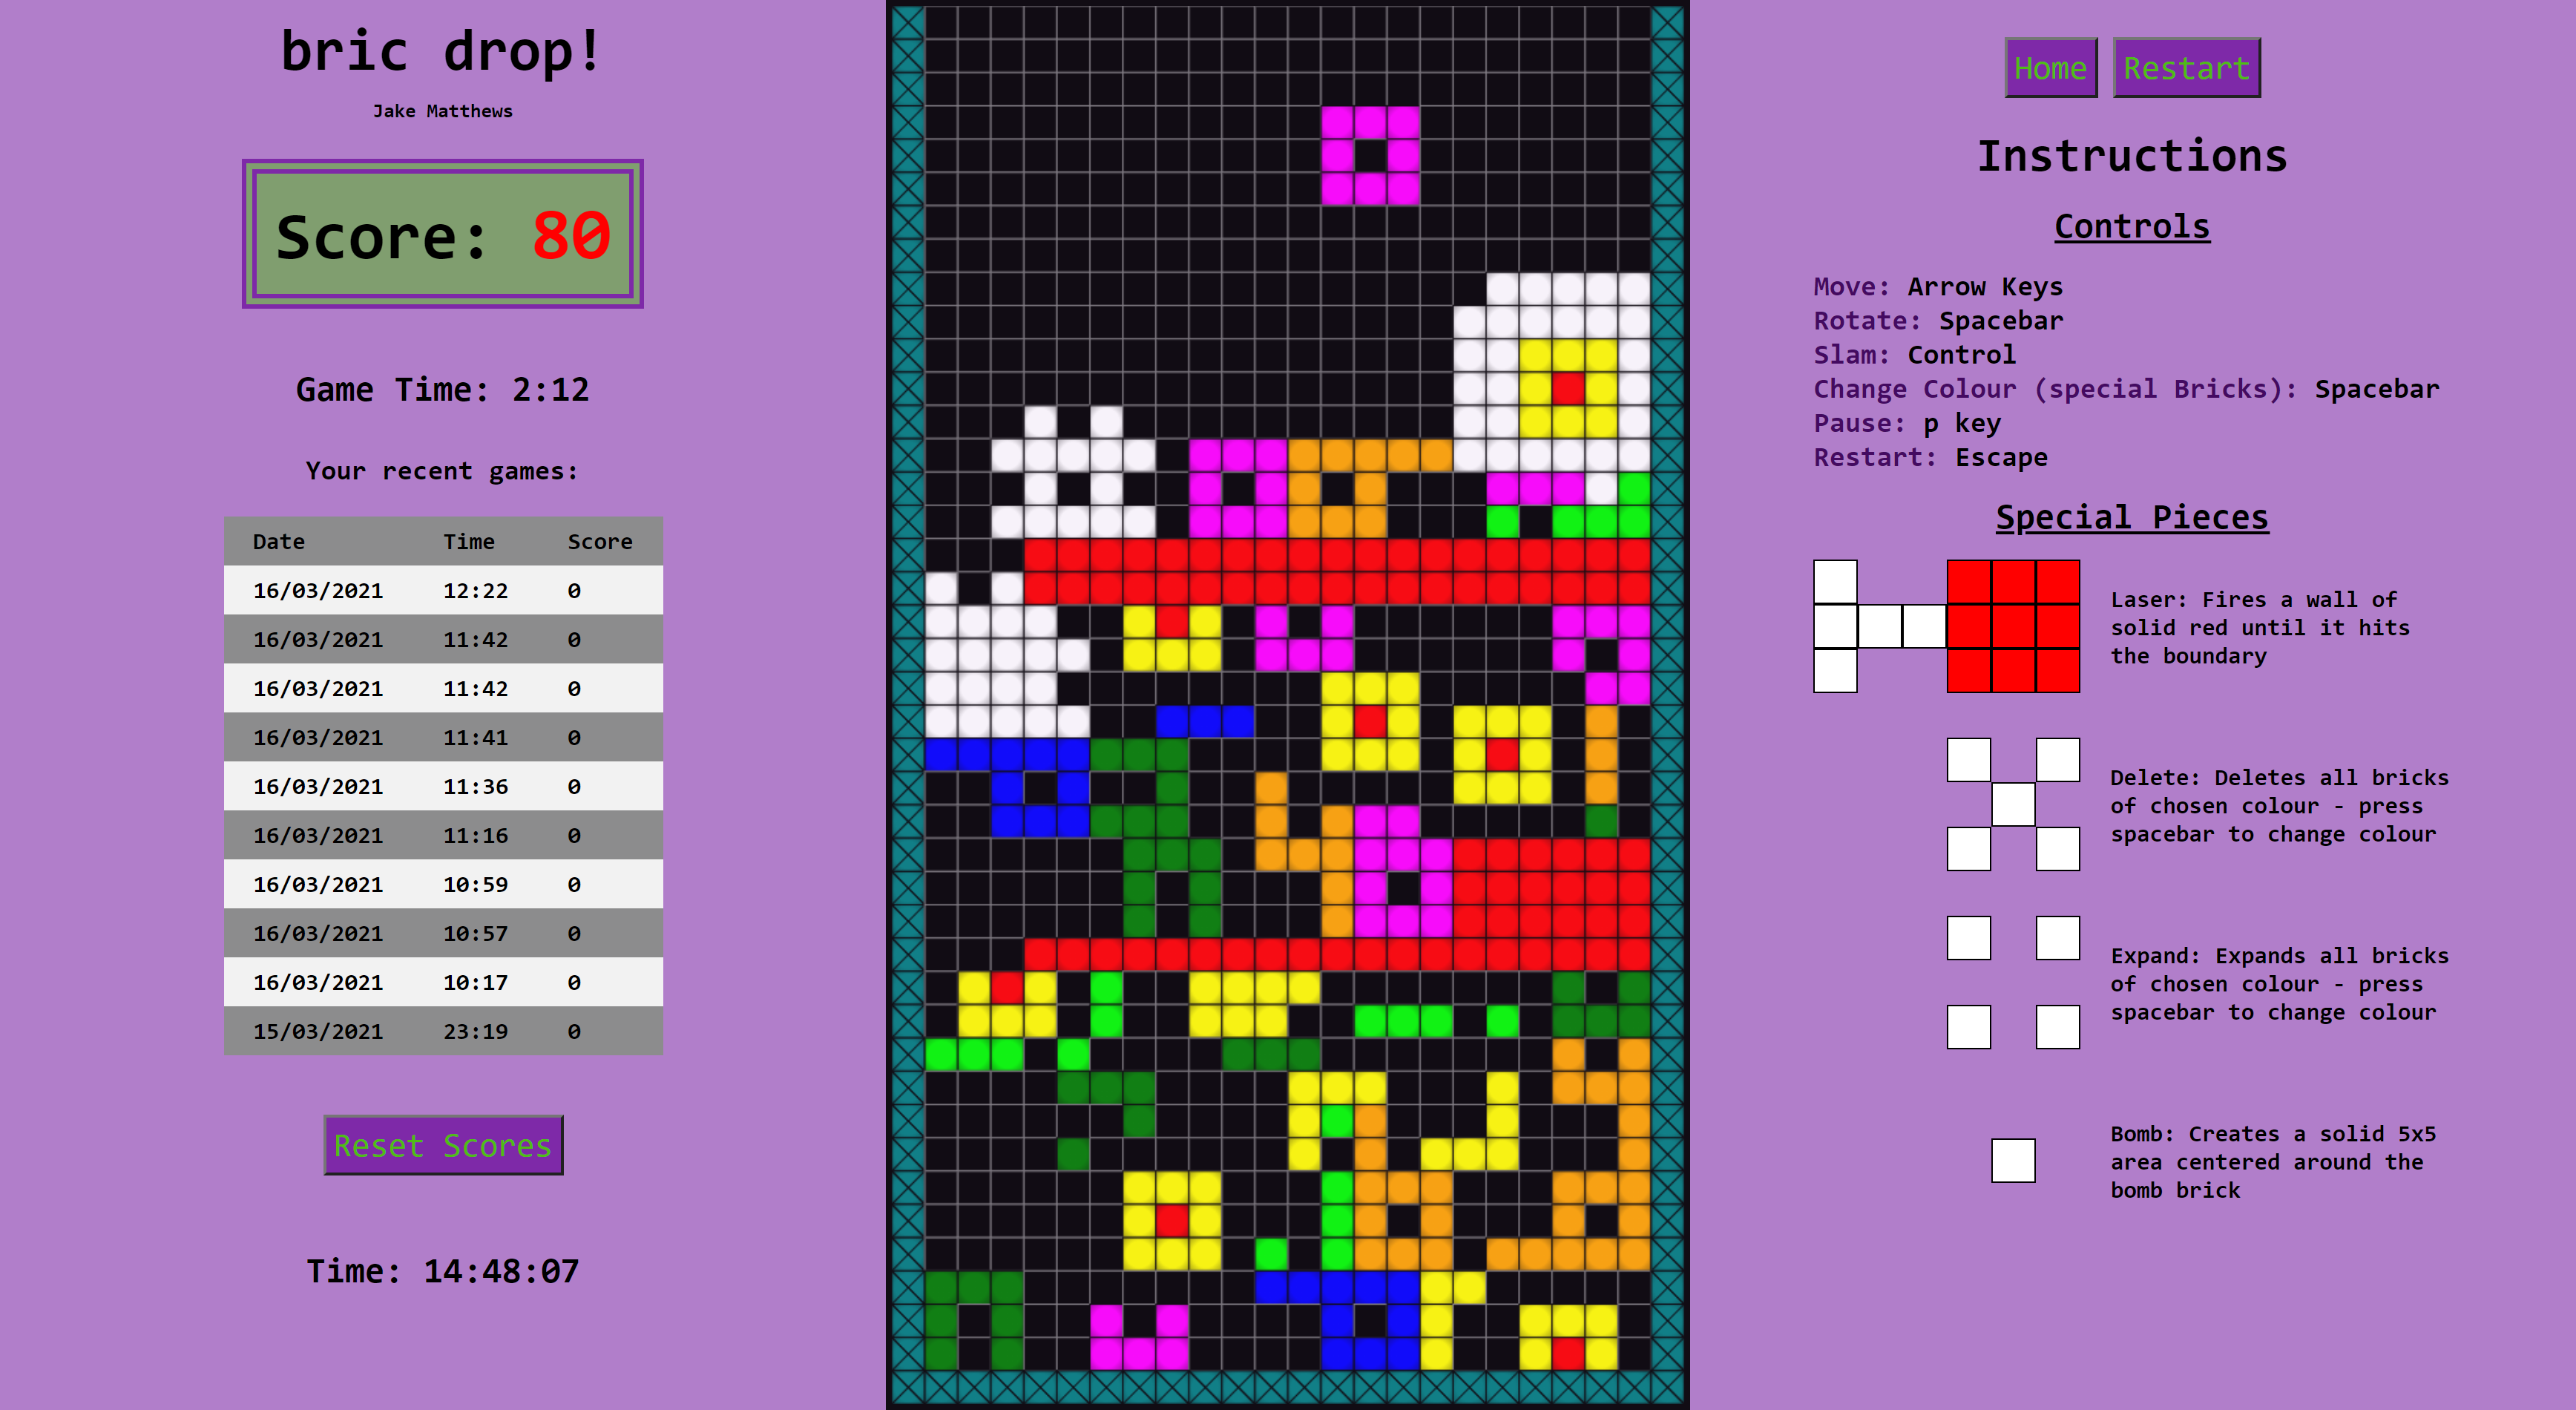 bric drop!
Jake Matthews
Score: 80
Game Time: 2:12
Your recent games:
Date Time Score
16/03/2021 12:22 0
16/03/2021 11:42 0
16/03/2021 11:42 0
16/03/2021 11:41 0
16/03/2021 11:36 0
16/03/2021 11:16 0
16/03/2021 10:59 0
16/03/2021 10:57 0
16/03/2021 10:17 0
15/03/2021 23:19 0
Reset Scores
Time: 14:48:07
Home Restart
Instructions
Controls
Move: Arrow Keys
Rotate: Spacebar
Slam: Control
Change Colour (special Bricks): Spacebar
Pause: p key
Restart: Escape
Special Pieces
Laser: Fires a wall of
solid red until it hits
the boundary
Delete: Deletes all bricks
of chosen colour - press
spacebar to change colour
Expand: Expands all bricks
of chosen colour - press
spacebar to change colour
Bomb: Creates a solid 5x5
area centered around the
bomb brick